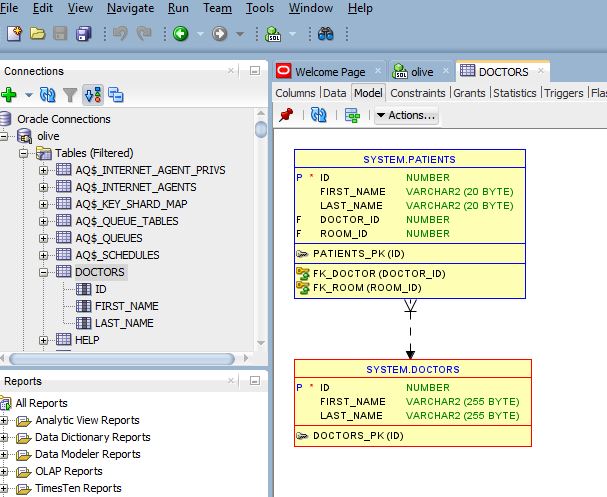 File Edit View Navigate Run Team Tools Window Help
SQL
Connections
Oracle Connections
olive
Tables (Filtered)
AQ$_INTERNET_AGENT_PRIVS
AQ$_INTERNET_AGENTS
AQ$_KEY_SHARD_MAP
AQ$_QUEUE_TABLES
AQ$_QUEUES
AQ$_SCHEDULES
DOCTORS
ID
FIRST_NAME
LAST_NAME
HELP
Reports
All Reports
Analytic View Reports
Data Dictionary Reports
Data Modeler Reports
OLAP Reports
TimesTen Reports
Welcome Page olive DOCTORS
Columns Data Model Constraints Grants Statistics Triggers Flas
Actions...
SYSTEM.PATIENTS
P * ID NUMBER
FIRST_NAME VARCHAR2 (20 BYTE)
LAST_NAME VARCHAR2 (20 BYTE)
F DOCTOR_ID NUMBER
F ROOM_ID NUMBER
PATIENTS_PK (ID)
FK_DOCTOR (DOCTOR_ID)
FK_ROOM (ROOM_ID)
SYSTEM.DOCTORS
P * ID NUMBER
FIRST_NAME VARCHAR2 (255 BYTE)
LAST_NAME VARCHAR2 (255 BYTE)
DOCTORS_PK (ID)